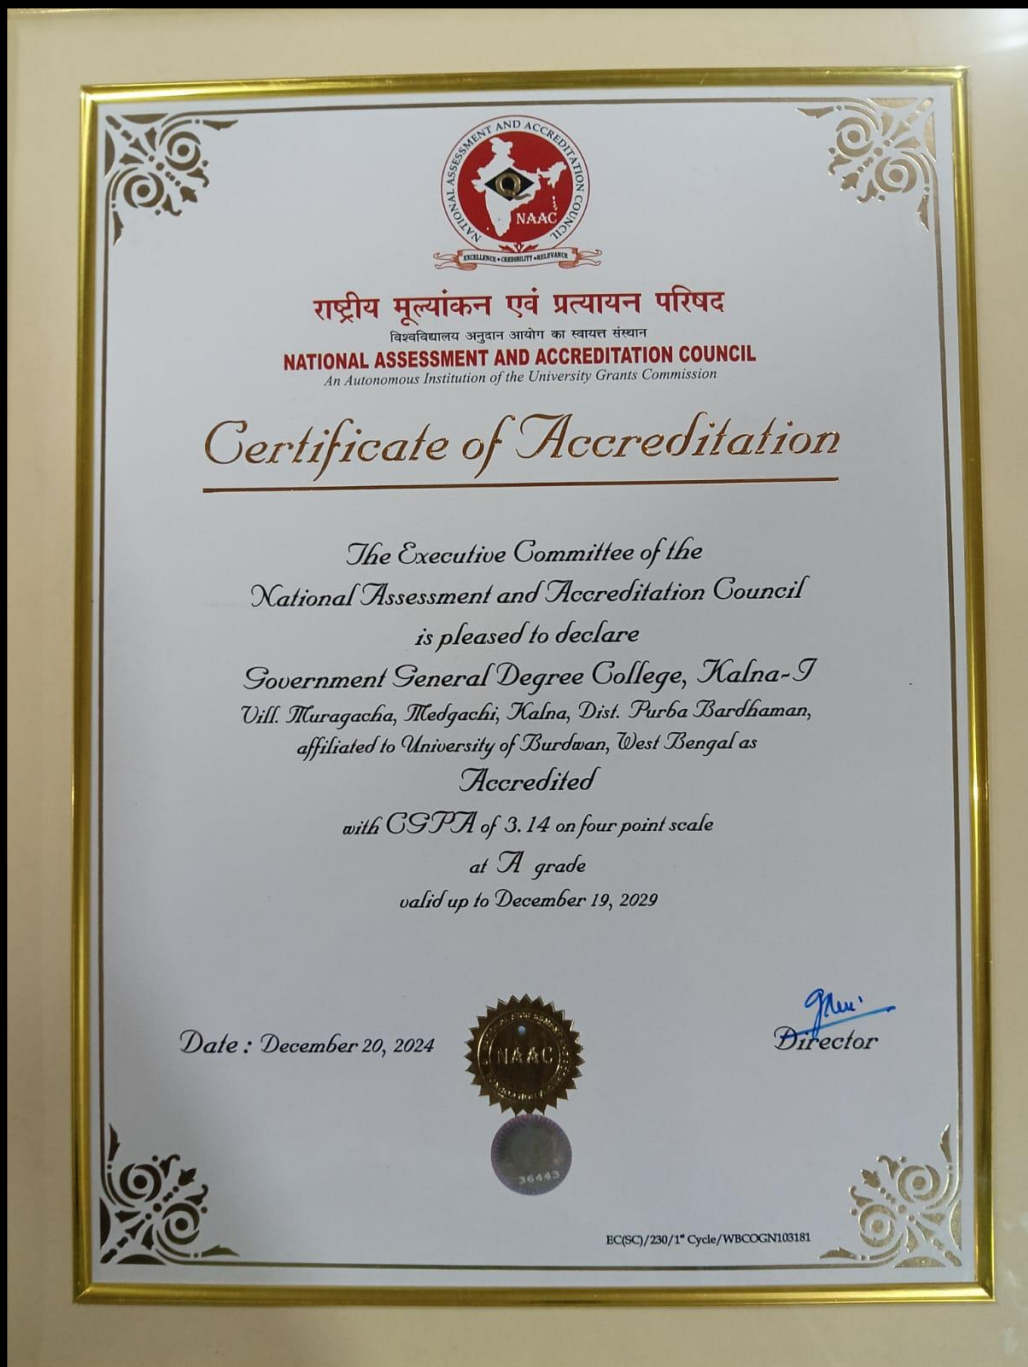 NATIONAL ASSESSMENT AND ACCREDITATION COUNCIL
NAAC
EXCELLENCE • CREDIBILITY • RELEVANCE
राष्ट्रीय मूल्यांकन एवं प्रत्यायन परिषद
विश्वविद्यालय अनुदान आयोग का स्वायत्त संस्थान
NATIONAL ASSESSMENT AND ACCREDITATION COUNCIL
An Autonomous Institution of the University Grants Commission
Certificate of Accreditation
The Executive Committee of the
National Assessment and Accreditation Council
is pleased to declare
Government General Degree College, Kalna-I
Vill. Muragacha, Medgachi, Kalna, Dist. Purba Bardhaman,
affiliated to University of Burdwan, West Bengal as
Accredited
with CGPA of 3.14 on four point scale
at A grade
valid up to December 19, 2029
Date : December 20, 2024
NAAC
Director
36443
EC(SC)/230/1st Cycle/WBCOGN103181